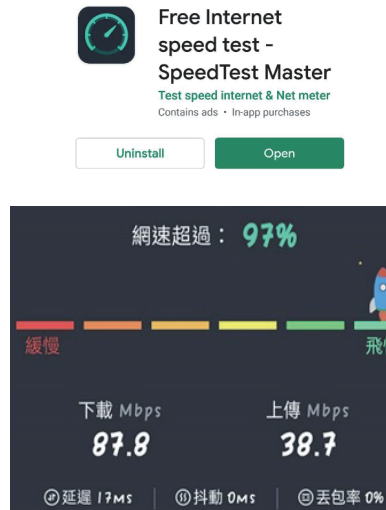 Free Internet
speed test -
SpeedTest Master
Test speed internet & Net meter
Contains ads • In-app purchases
Uninstall Open
網速超過： 97%
緩慢
下載 Mbps 上傳 Mbps
87.8 38.7
延遲 17ms 抖動 0ms 丟包率 0%